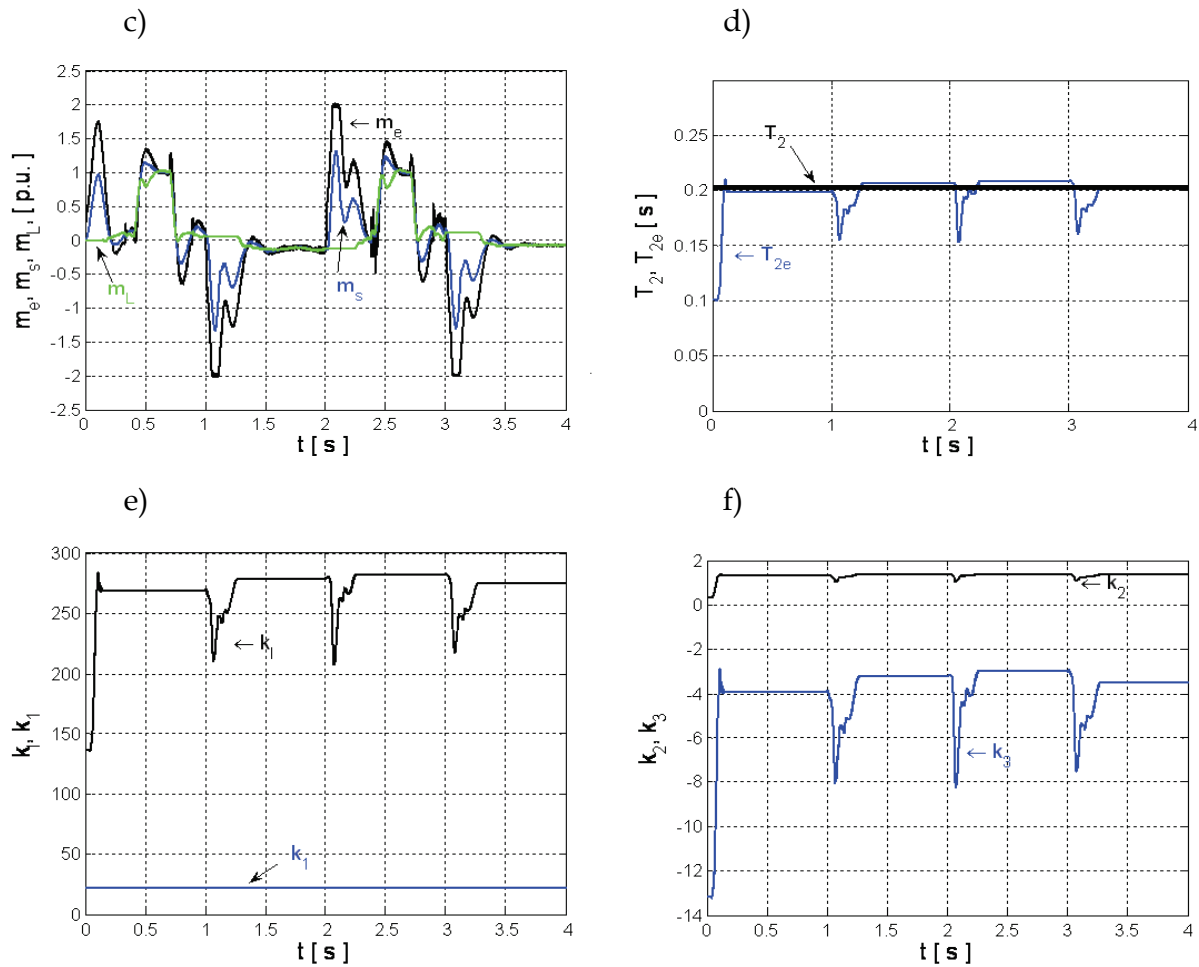 c)
d)
2.5
2
1.5
1
0.5
0
-0.5
-1
-1.5
-2
-2.5
m_e, m_s, m_L, [ p.u. ]
← m_e
m_L
m_s
0 0.5 1 1.5 2 2.5 3 3.5 4
t [ s ]
0.25
0.2
0.15
0.1
0.05
0
T_2, T_2e [ s ]
T_2
← T_2e
0 1 2 3 4
t [ s ]
e)
f)
300
250
200
150
100
50
0
k_I, k_1
← k_I
k_1
0 0.5 1 1.5 2 2.5 3 3.5 4
t [ s ]
2
0
-2
-4
-6
-8
-10
-12
-14
k_2, k_3
← k_2
← k_3
0 0.5 1 1.5 2 2.5 3 3.5 4
t [ s ]